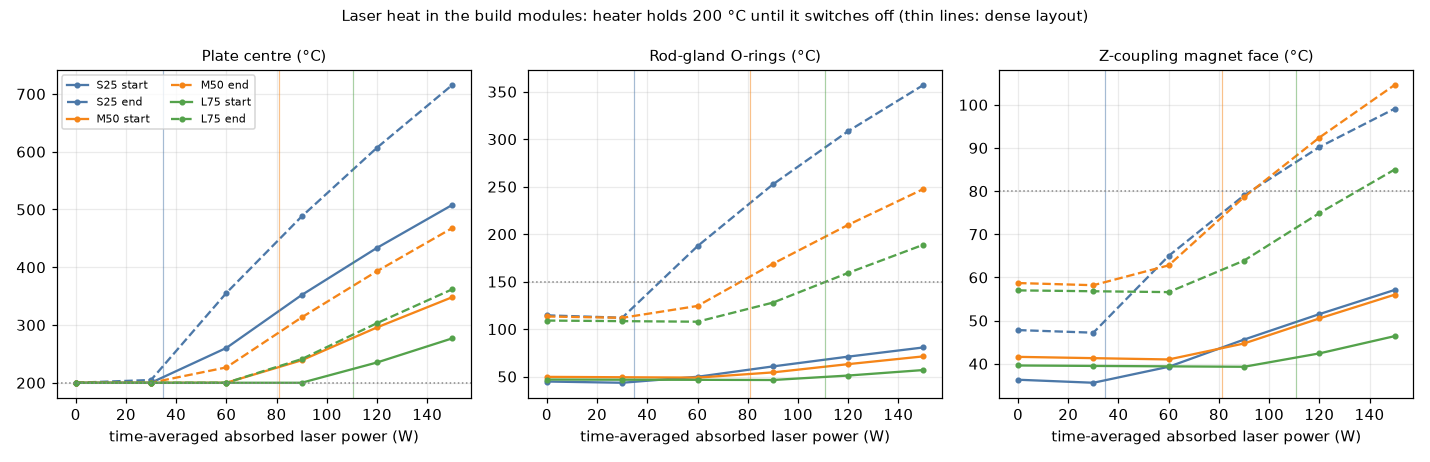 Laser heat in the build modules: heater holds 200 °C until it switches off (thin lines: dense layout)
Plate centre (°C)
S25 start
S25 end
M50 start
M50 end
L75 start
L75 end
700
600
500
400
300
200
0 20 40 60 80 100 120 140
time-averaged absorbed laser power (W)
Rod-gland O-rings (°C)
350
300
250
200
150
100
50
0 20 40 60 80 100 120 140
time-averaged absorbed laser power (W)
Z-coupling magnet face (°C)
100
90
80
70
60
50
40
0 20 40 60 80 100 120 140
time-averaged absorbed laser power (W)